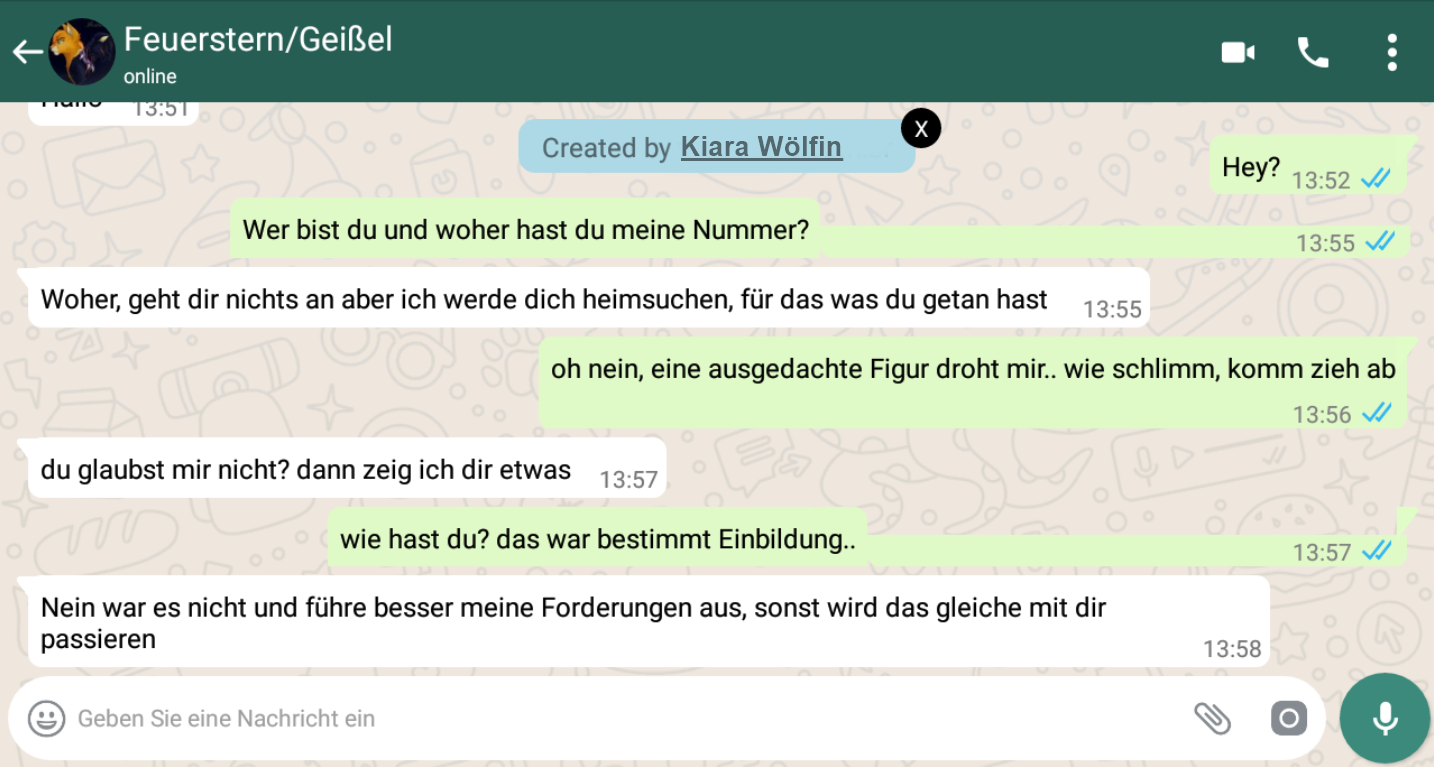 Feuerstern/Geißel
online
Hallo 13:51
Created by Kiara Wölfin X
Hey? 13:52
Wer bist du und woher hast du meine Nummer? 13:55
Woher, geht dir nichts an aber ich werde dich heimsuchen, für das was du getan hast 13:55
oh nein, eine ausgedachte Figur droht mir.. wie schlimm, komm zieh ab
13:56
du glaubst mir nicht? dann zeig ich dir etwas 13:57
wie hast du? das war bestimmt Einbildung.. 13:57
Nein war es nicht und führe besser meine Forderungen aus, sonst wird das gleiche mit dir
passieren 13:58
Geben Sie eine Nachricht ein